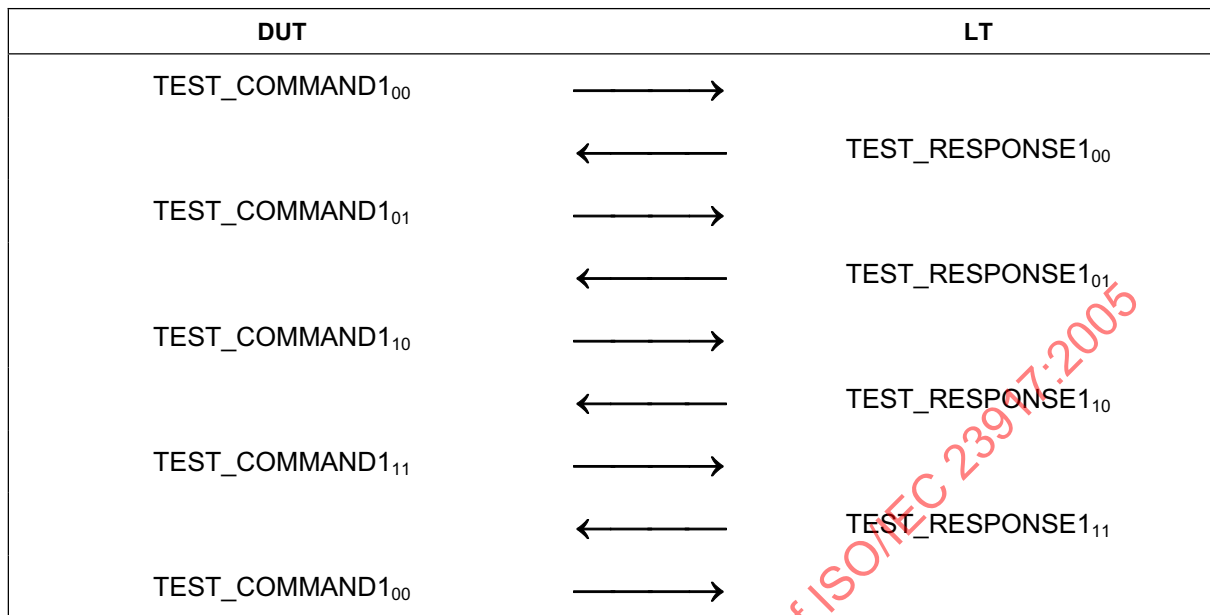 DUT LT
TEST_COMMAND1₀₀
TEST_RESPONSE1₀₀
TEST_COMMAND1₀₁
TEST_RESPONSE1₀₁
TEST_COMMAND1₁₀
TEST_RESPONSE1₁₀
TEST_COMMAND1₁₁
TEST_RESPONSE1₁₁
TEST_COMMAND1₀₀
f ISO/IEC 23917:2005